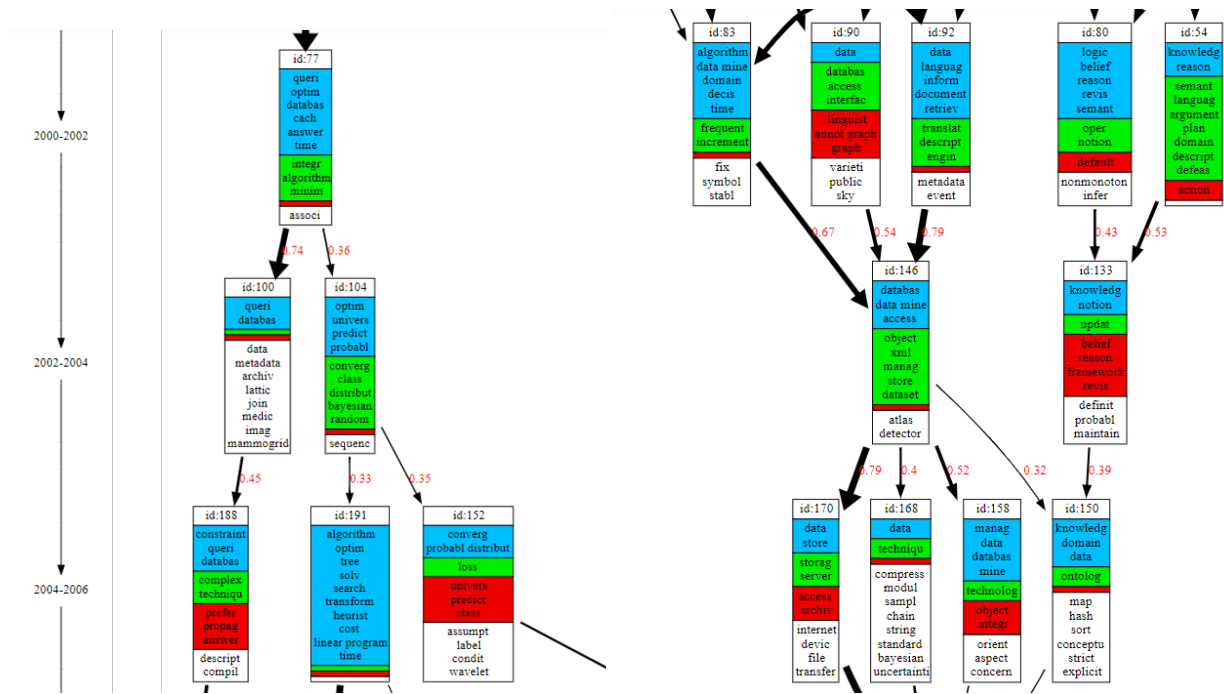 2000-2002
2002-2004
2004-2006
id:77
queri
optim
databas
cach
answer
time
integr
algorithm
minim
associ
0.74
0.36
id:100
queri
databas
data
metadata
archiv
lattic
join
medic
imag
mammogrid
id:104
optim
univers
predict
probabl
converg
class
distribut
bayesian
random
sequenc
0.45
0.33
0.35
id:188
constraint
queri
databas
complex
techniqu
prefer
propag
answer
descript
compil
id:191
algorithm
optim
tree
solv
search
transform
heurist
cost
linear program
time
id:152
converg
probabl distribut
loss
univers
predict
class
assumpt
label
condit
wavelet
id:83
algorithm
data mine
domain
decis
time
frequent
increment
fix
symbol
stabl
id:90
data
databas
access
interfac
linguist
annot graph
graph
varieti
public
sky
id:92
data
languag
inform
document
retriev
translat
descript
engin
metadata
event
id:80
logic
belief
reason
revis
semant
oper
notion
default
nonmonoton
infer
id:54
knowledg
reason
semant
languag
argument
plan
domain
descript
defeas
action
0.67
0.54
0.79
0.43
0.53
id:146
databas
data mine
access
object
xml
manag
store
dataset
atlas
detector
id:133
knowledg
notion
updat
belief
reason
framework
revis
definit
probabl
maintain
0.79
0.4
0.52
0.32
0.39
id:170
data
store
storag
server
access
archiv
internet
devic
file
transfer
id:168
data
techniqu
compress
modul
sampl
chain
string
standard
bayesian
uncertainti
id:158
manag
data
databas
mine
technolog
object
integr
orient
aspect
concern
id:150
knowledg
domain
data
ontolog
map
hash
sort
conceptu
strict
explicit